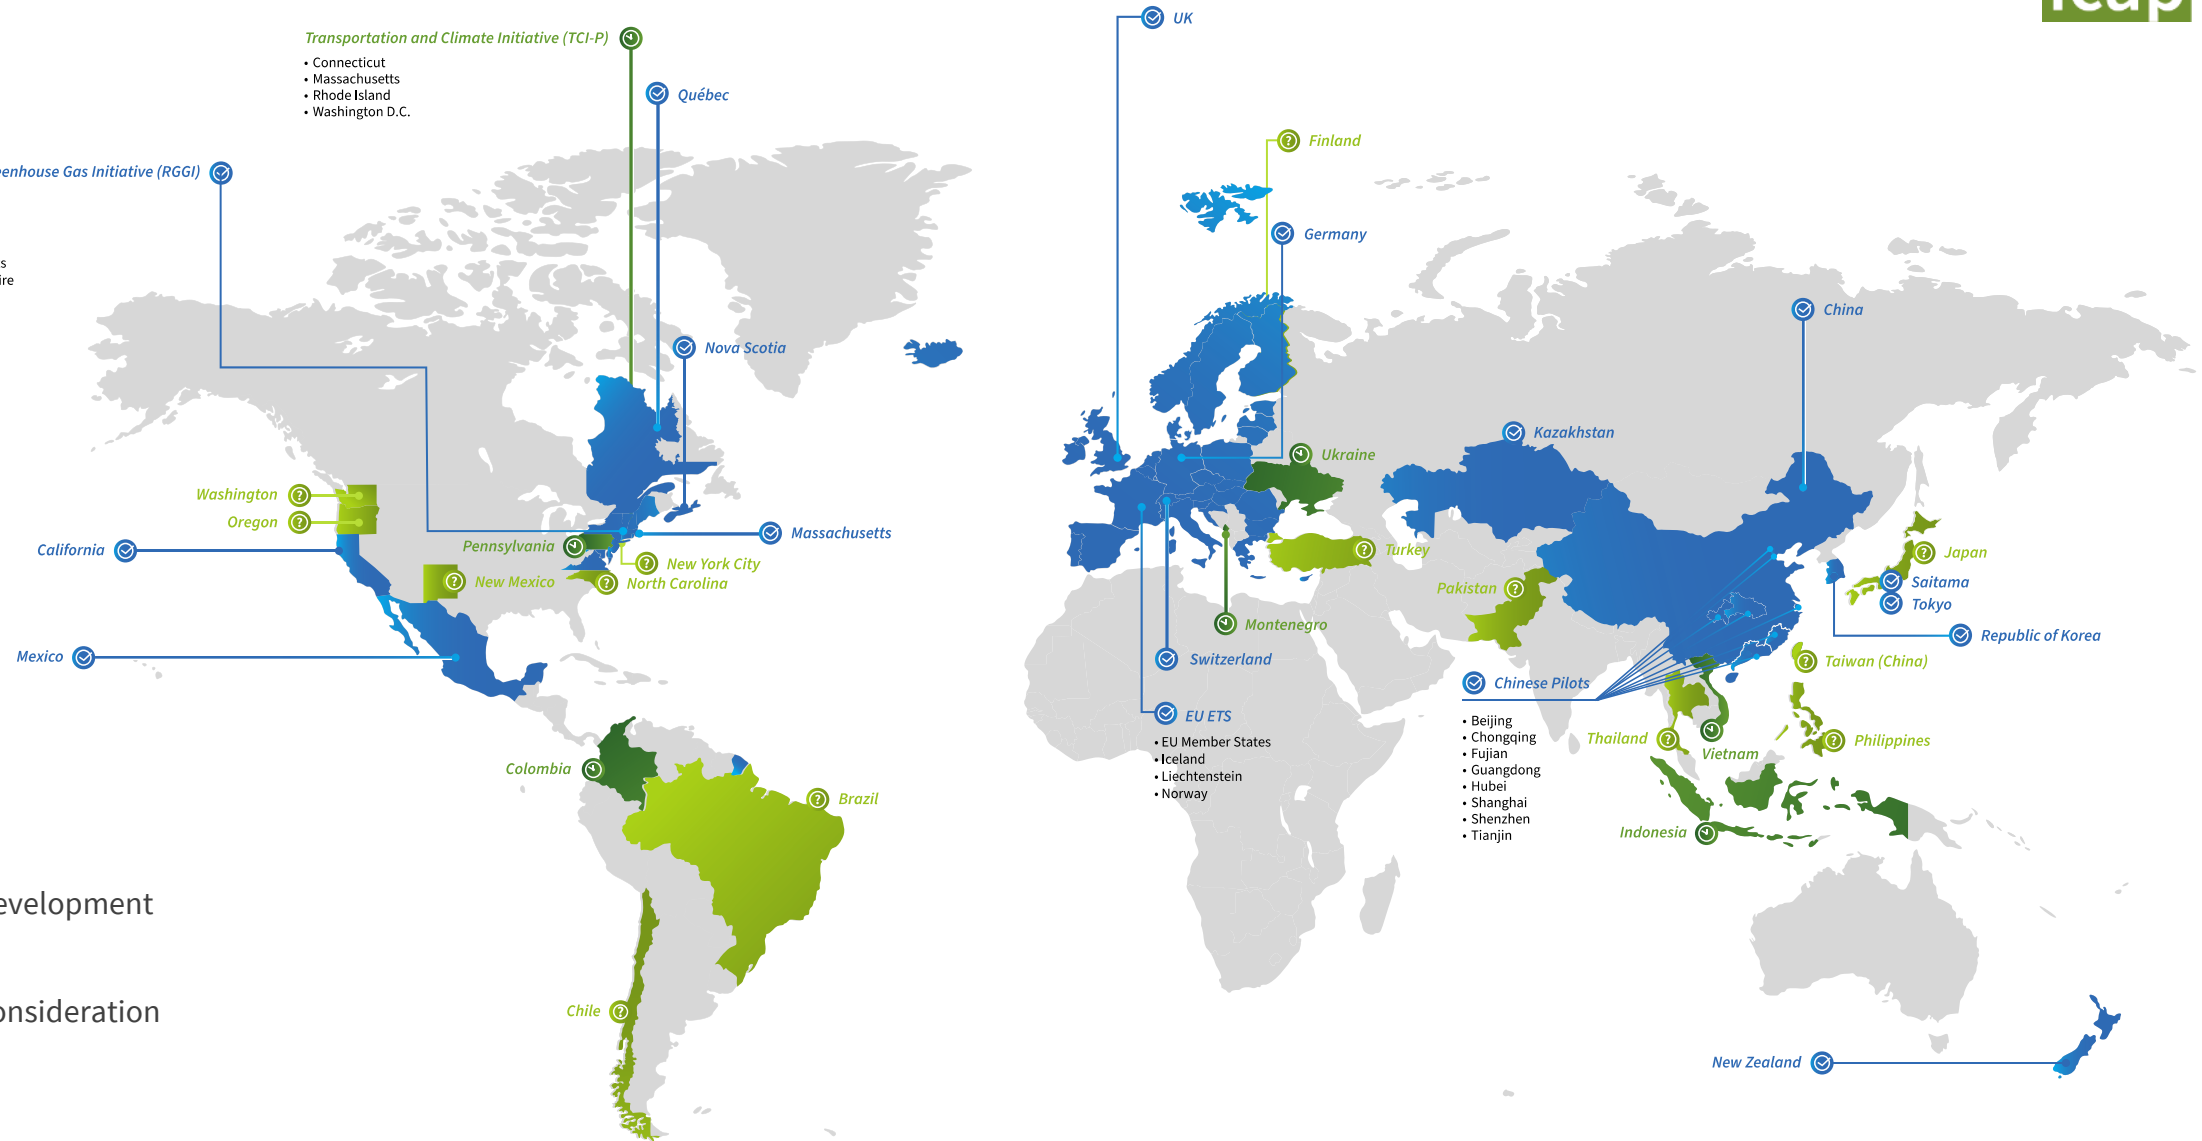 icap
UK
Transportation and Climate Initiative (TCI-P)
• Connecticut
• Massachusetts
• Rhode Island
• Washington D.C.
Québec
Finland
enhouse Gas Initiative (RGGI)
s
ire
Germany
China
Nova Scotia
Kazakhstan
Ukraine
Washington
Oregon
California
Massachusetts
Pennsylvania
New York City
New Mexico
North Carolina
Turkey
Japan
Pakistan
Saitama
Tokyo
Montenegro
Republic of Korea
Mexico
Switzerland
Taiwan (China)
Chinese Pilots
• Beijing
• Chongqing
• Fujian
• Guangdong
• Hubei
• Shanghai
• Shenzhen
• Tianjin
EU ETS
• EU Member States
• Iceland
• Liechtenstein
• Norway
Thailand
Vietnam
Philippines
Colombia
Brazil
Indonesia
evelopment
Chile
onsideration
New Zealand